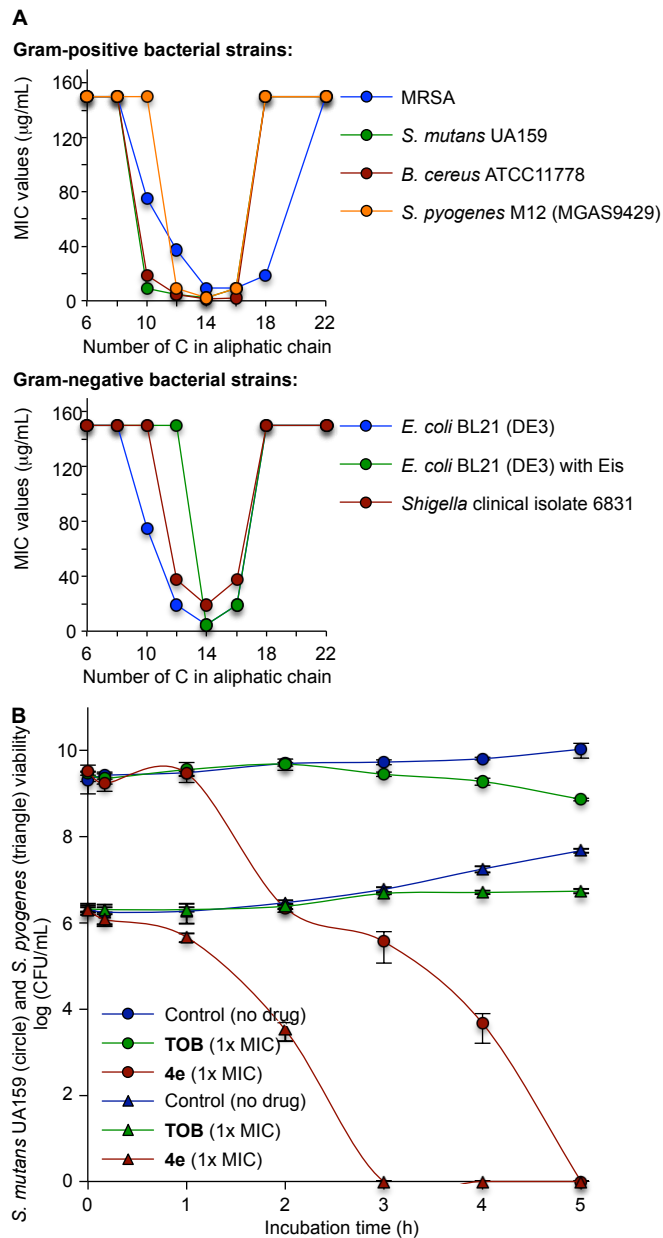 A
Gram-positive bacterial strains:
MIC values (µg/mL)
160
120
80
40
0
6 10 14 18 22
Number of C in aliphatic chain
MRSA
S. mutans UA159
B. cereus ATCC11778
S. pyogenes M12 (MGAS9429)
Gram-negative bacterial strains:
MIC values (µg/mL)
160
120
80
40
0
6 10 14 18 22
Number of C in aliphatic chain
E. coli BL21 (DE3)
E. coli BL21 (DE3) with Eis
Shigella clinical isolate 6831
B
S. mutans UA159 (circle) and S. pyogenes (triangle) viability
log (CFU/mL)
10
8
6
4
2
0
Control (no drug)
TOB (1x MIC)
4e (1x MIC)
Control (no drug)
TOB (1x MIC)
4e (1x MIC)
0 1 2 3 4 5
Incubation time (h)